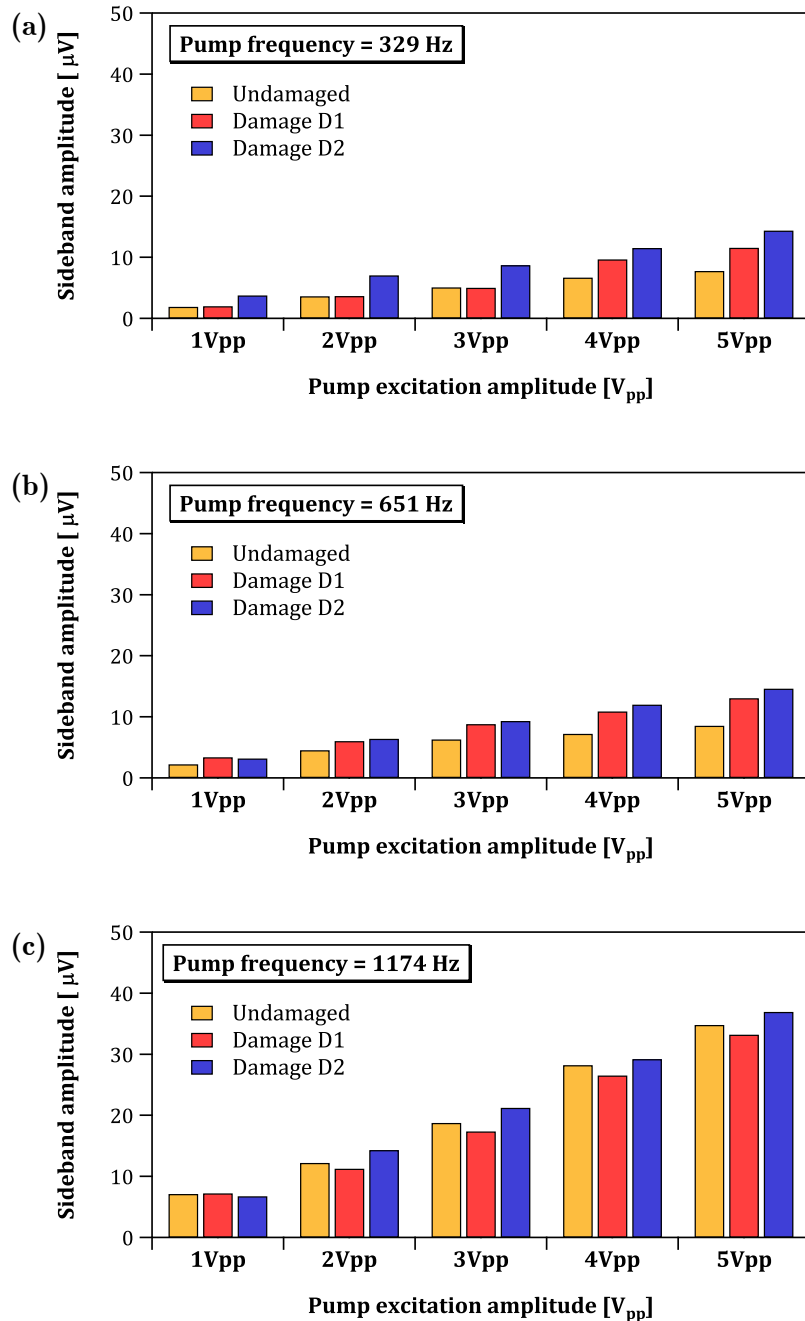 (a)
Pump frequency = 329 Hz
Undamaged
Damage D1
Damage D2
Sideband amplitude [ μV]
50
40
30
20
10
0
1Vpp 2Vpp 3Vpp 4Vpp 5Vpp
Pump excitation amplitude [Vpp]
(b)
Pump frequency = 651 Hz
Undamaged
Damage D1
Damage D2
Sideband amplitude [ μV]
50
40
30
20
10
0
1Vpp 2Vpp 3Vpp 4Vpp 5Vpp
Pump excitation amplitude [Vpp]
(c)
Pump frequency = 1174 Hz
Undamaged
Damage D1
Damage D2
Sideband amplitude [ μV]
50
40
30
20
10
0
1Vpp 2Vpp 3Vpp 4Vpp 5Vpp
Pump excitation amplitude [Vpp]